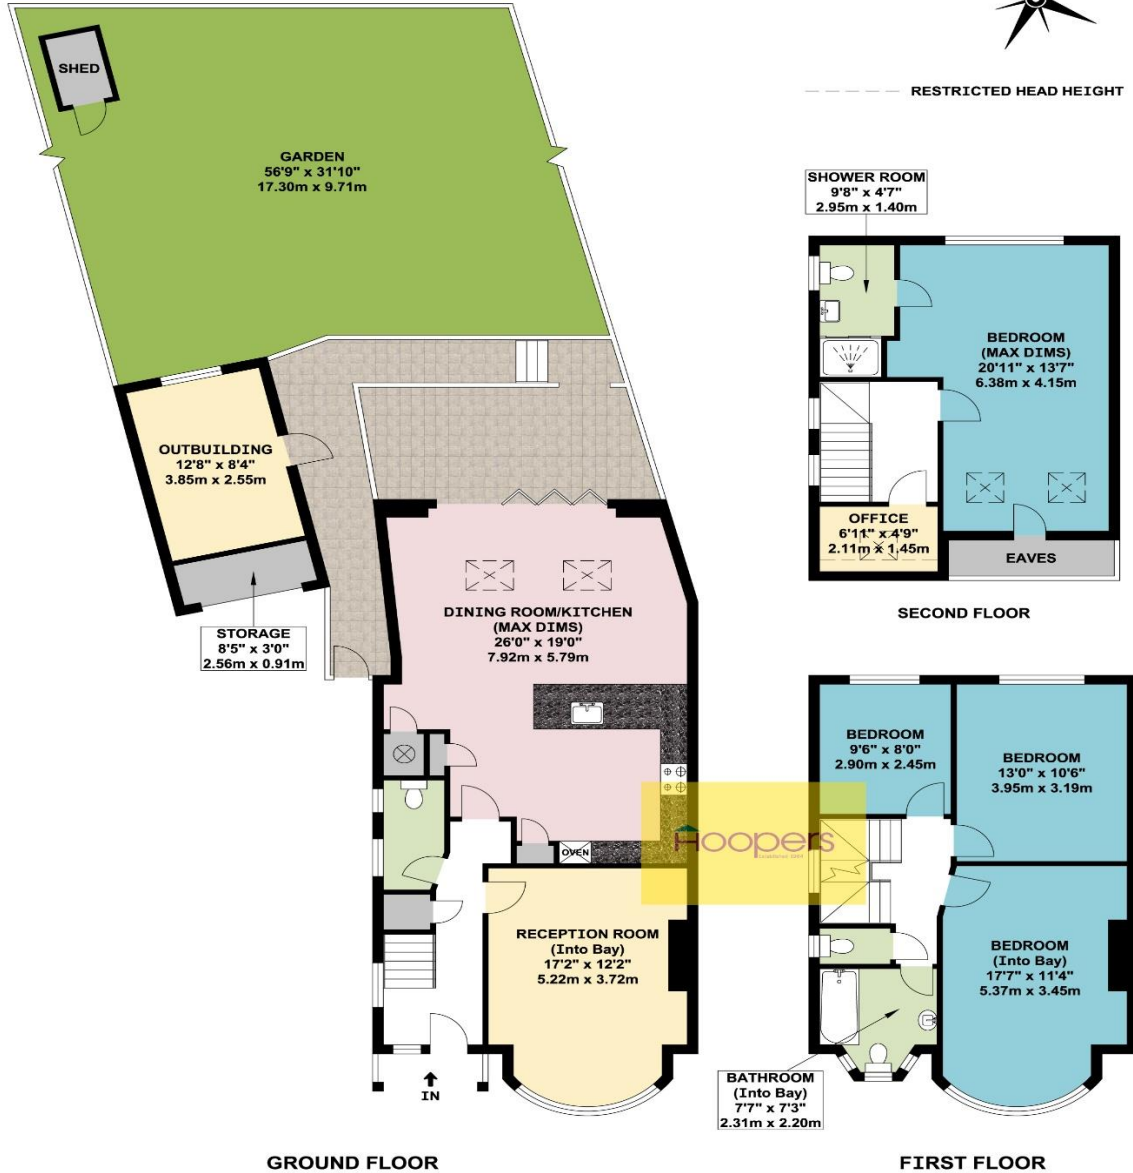 SHED
GARDEN
56'9" x 31'10"
17.30m x 9.71m
RESTRICTED HEAD HEIGHT
SHOWER ROOM
9'8" x 4'7"
2.95m x 1.40m
BEDROOM
(MAX DIMS)
20'11" x 13'7"
6.38m x 4.15m
OFFICE
6'11" x 4'9"
2.11m x 1.45m
EAVES
SECOND FLOOR
OUTBUILDING
12'8" x 8'4"
3.85m x 2.55m
STORAGE
8'5" x 3'0"
2.56m x 0.91m
DINING ROOM/KITCHEN
(MAX DIMS)
26'0" x 19'0"
7.92m x 5.79m
OVEN
RECEPTION ROOM
(Into Bay)
17'2" x 12'2"
5.22m x 3.72m
IN
GROUND FLOOR
Hoopers
BEDROOM
9'6" x 8'0"
2.90m x 2.45m
BEDROOM
13'0" x 10'6"
3.95m x 3.19m
BEDROOM
(Into Bay)
17'7" x 11'4"
5.37m x 3.45m
BATHROOM
(Into Bay)
7'7" x 7'3"
2.31m x 2.20m
FIRST FLOOR